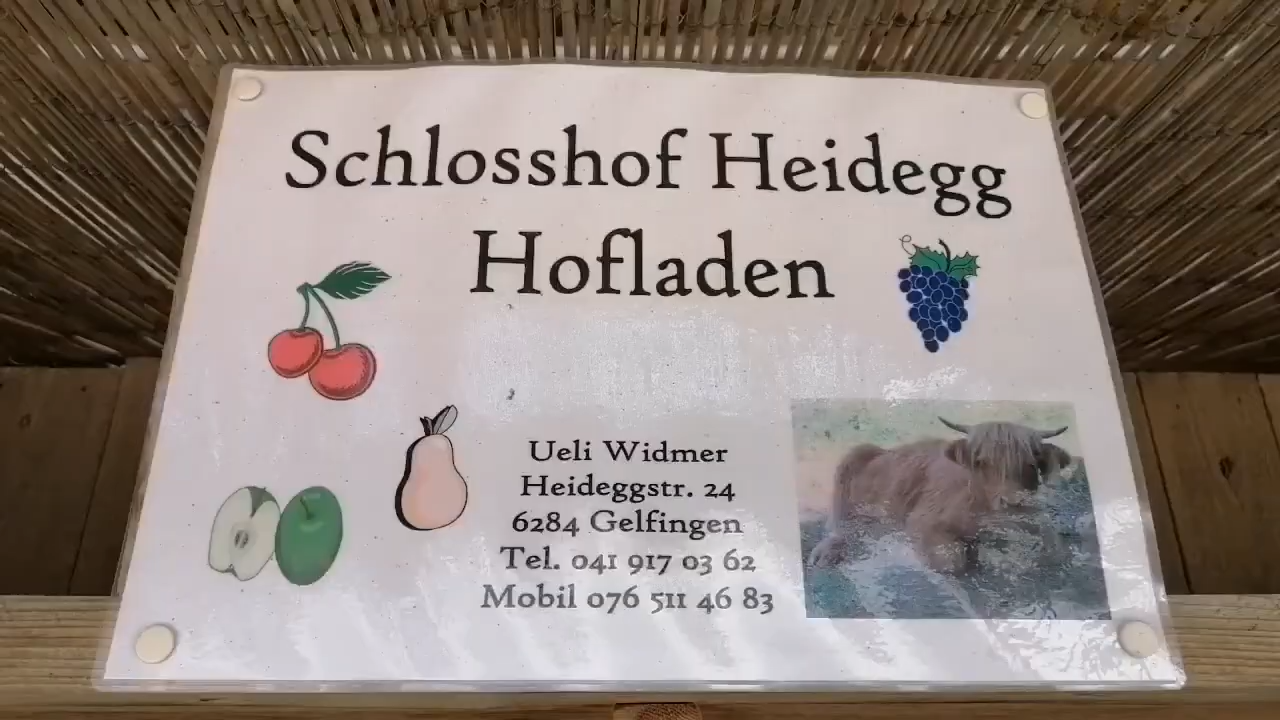 Schlosshof Heidegg
Hofladen
Ueli Widmer
Heideggstr. 24
6284 Gelfingen
Tel. 041 917 03 62
Mobil 076 511 46 83